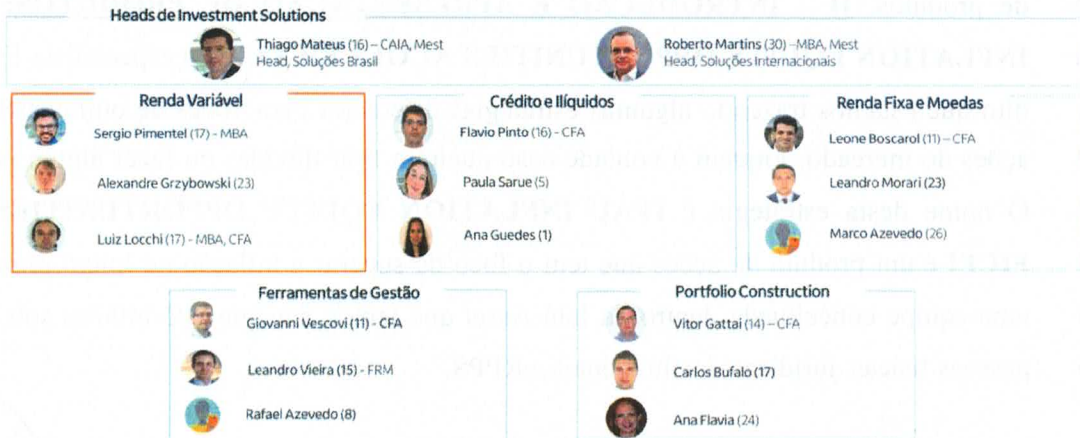 Heads de Investment Solutions
Thiago Mateus (16) – CAIA, Mest
Head, Soluções Brasil
Roberto Martins (30) –MBA, Mest
Head, Soluções Internacionais
Renda Variável
Sergio Pimentel (17) - MBA
Alexandre Grzybowski (23)
Luiz Locchi (17) - MBA, CFA
Crédito e Ilíquidos
Flavio Pinto (16) -CFA
Paula Sarue (5)
Ana Guedes (1)
Renda Fixa e Moedas
Leone Boscarol (11) –CFA
Leandro Morari (23)
Marco Azevedo (26)
Ferramentas de Gestão
Giovanni Vescovi (11) - CFA
Leandro Vieira (15) - FRM
Rafael Azevedo (8)
Portfolio Construction
Vitor Gattai (14) –CFA
Carlos Bufalo (17)
Ana Flavia (24)